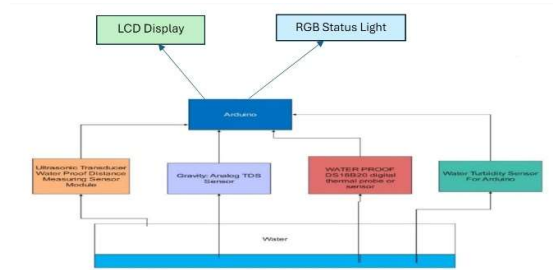 LCD Display
RGB Status Light
Arduino
Ultrasonic Transducer
Water Proof Distance
Measuring Sensor
Module
Gravity: Analog TDS
Sensor
WATER PROOF
DS18B20 digital
thermal probe or
sensor
Water Turbidity Sensor
For Arduino
Water